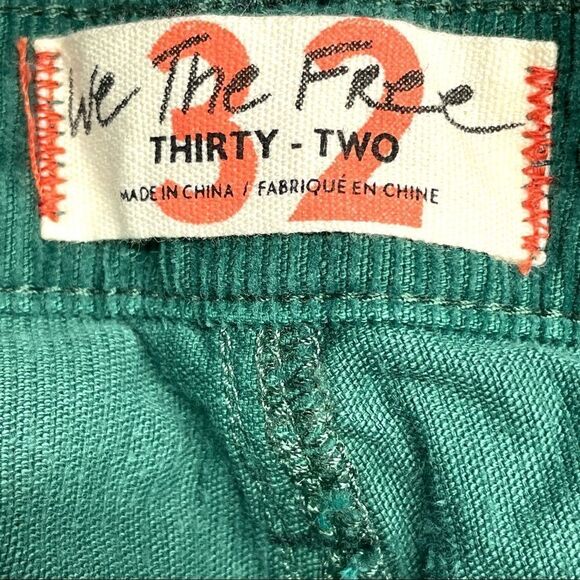 We The Free
32
THIRTY - TWO
MADE IN CHINA / FABRIQUÉ EN CHINE